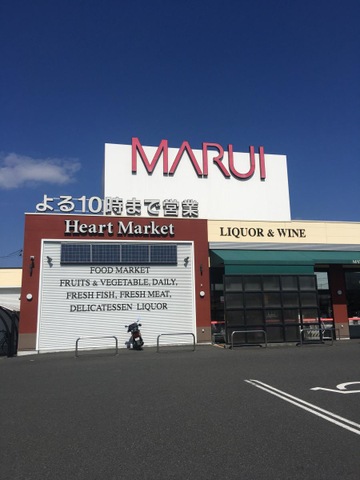 MARUI
よる10時まで営業
Heart Market
LIQUOR & WINE
FOOD MARKET
FRUITS & VEGETABLE, DAILY,
FRESH FISH, FRESH MEAT,
DELICATESSEN LIQUOR